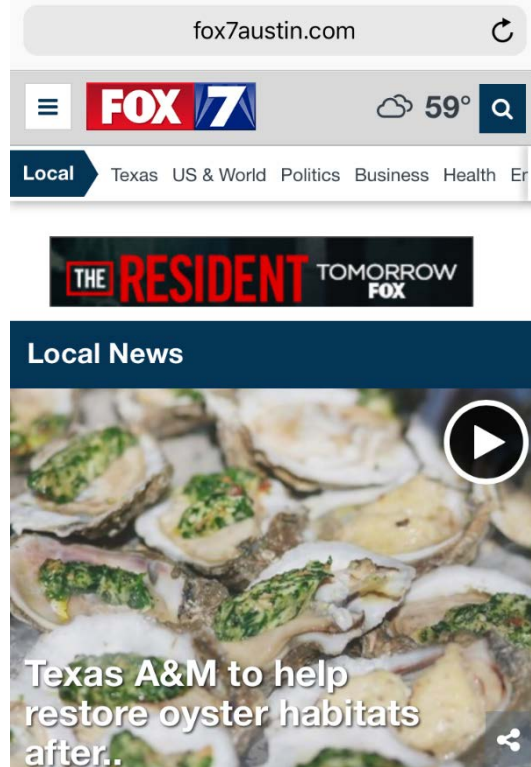 fox7austin.com
FOX 7 59°
Local Texas US & World Politics Business Health
THE RESIDENT TOMORROW
FOX
Local News
Texas A&M to help
restore oyster habitats
after..